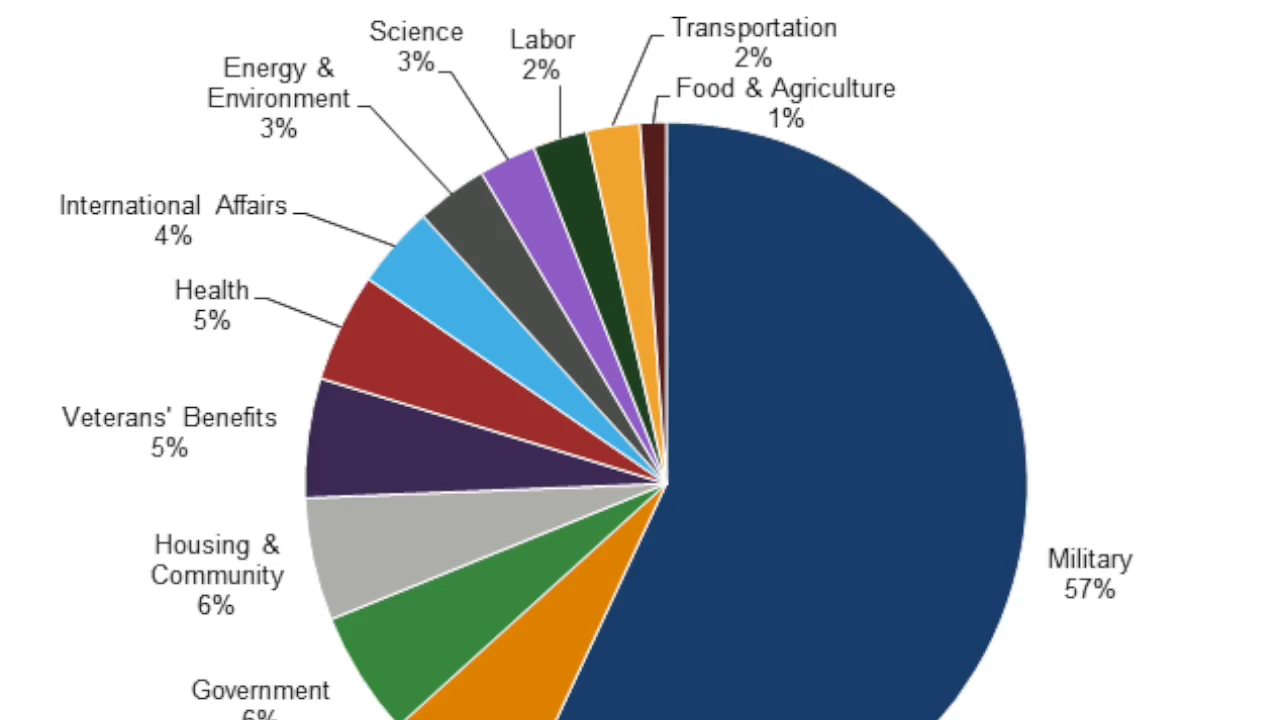 Science
3%
Labor
2%
Transportation
2%
Energy &
Environment
3%
Food & Agriculture
1%
International Affairs
4%
Health
5%
Veterans' Benefits
5%
Housing &
Community
6%
Military
57%
Government
6%